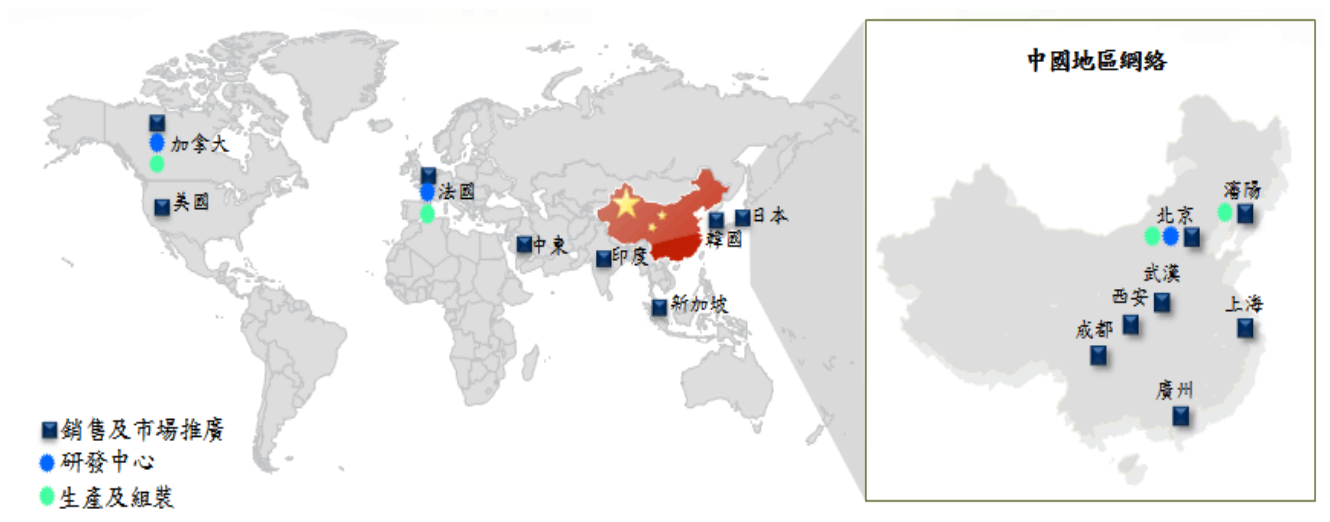 中國地區網絡
加拿大
美國
法國
中東
印度
韓國
日本
新加坡
瀋陽
北京
武漢
西安
上海
成都
廣州
銷售及市場推廣
研發中心
生產及組裝